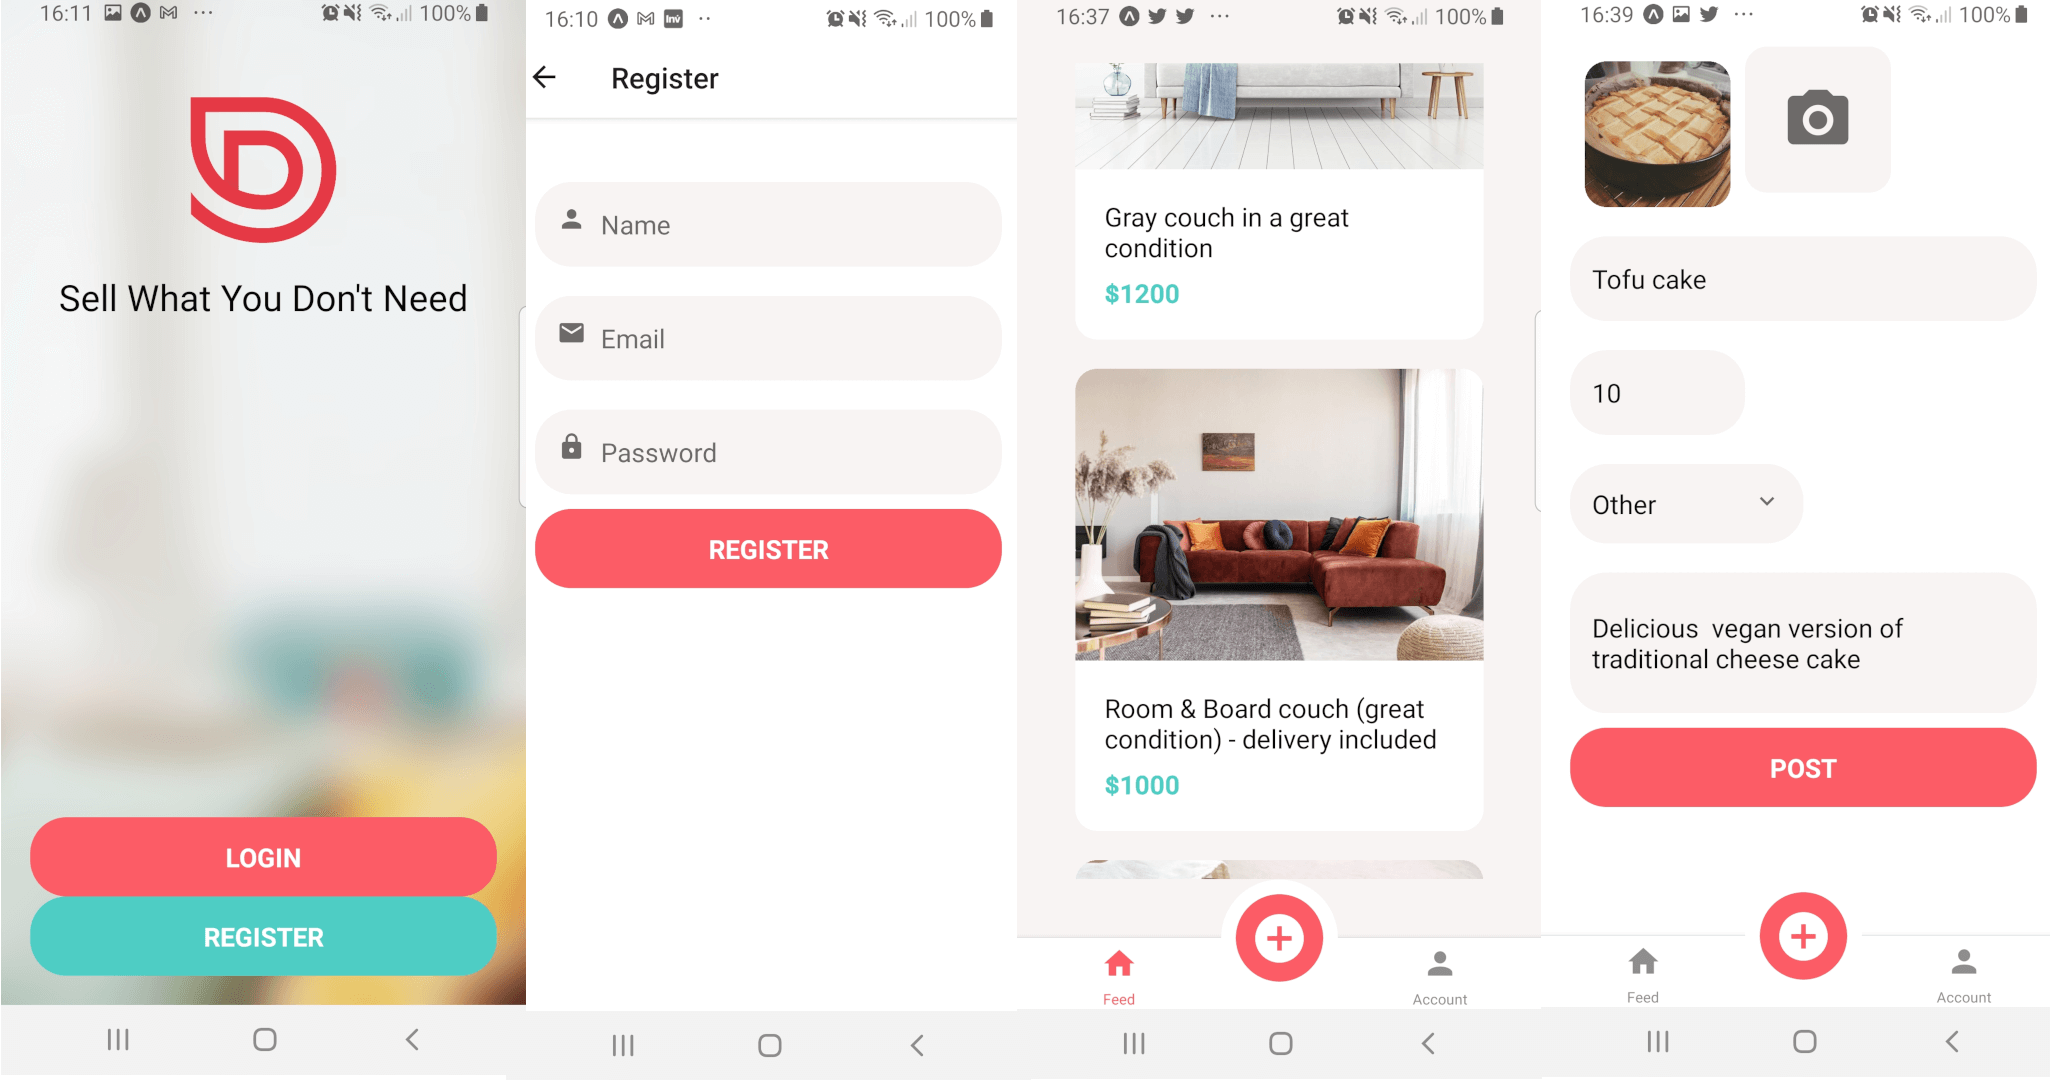 16:11
100%
D
Sell What You Don't Need
LOGIN
REGISTER
16:10
Inv
100%
Register
Name
Email
Password
REGISTER
16:37
100%
Gray couch in a great
condition
$1200
Room & Board couch (great
condition) - delivery included
$1000
Feed
Account
16:39
100%
Tofu cake
10
Other
Delicious  vegan version of
traditional cheese cake
POST
Feed
Account